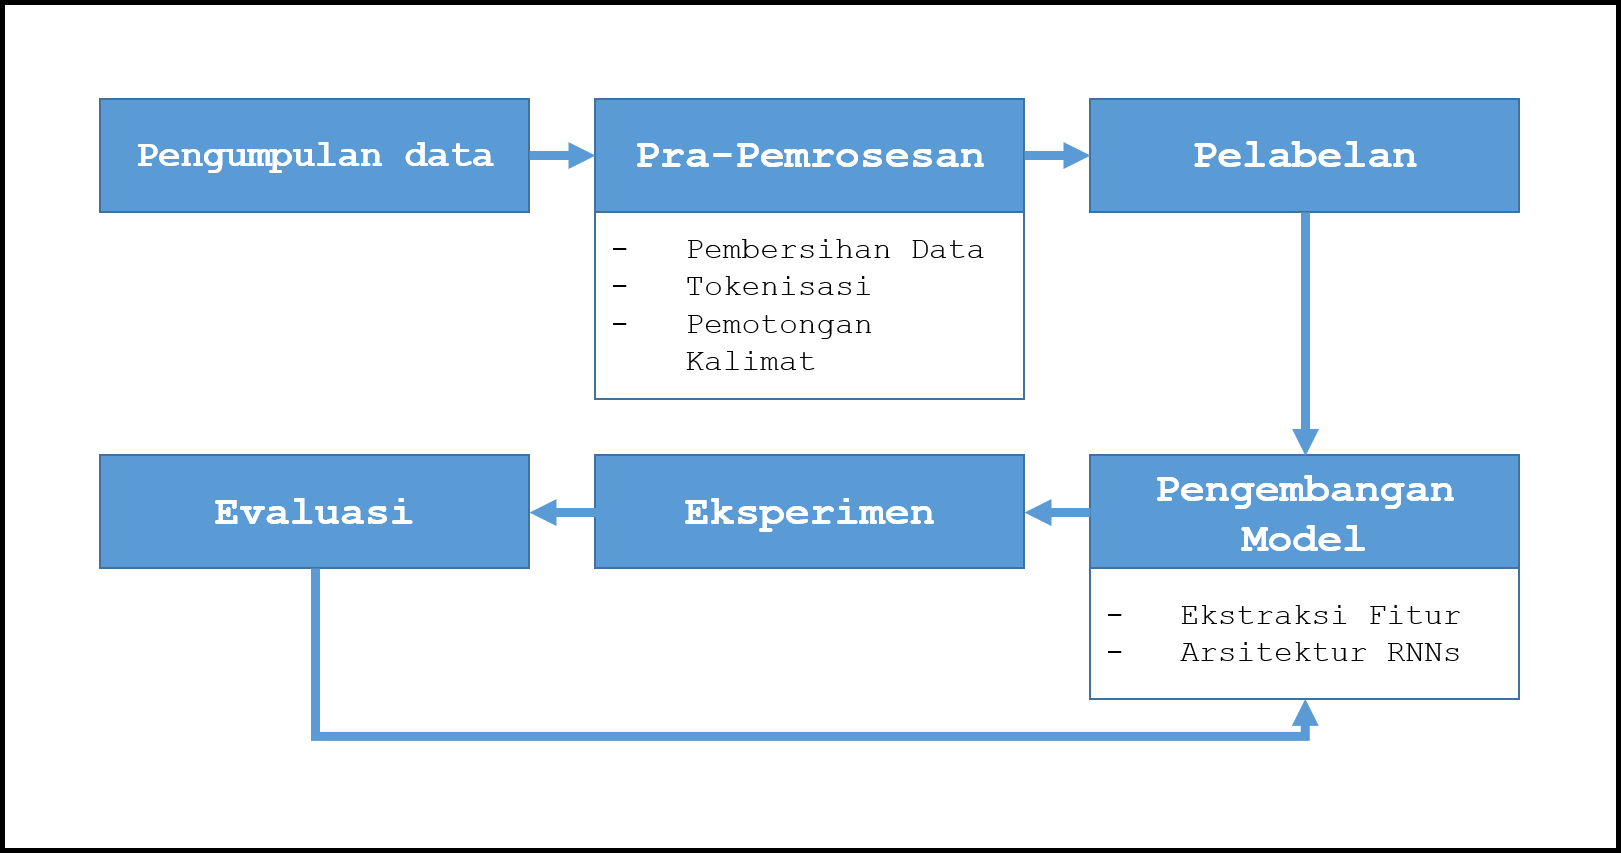 Pengumpulan data
Pra-Pemrosesan
- Pembersihan Data
- Tokenisasi
- Pemotongan
Kalimat
Pelabelan
Pengembangan
Model
- Ekstraksi Fitur
- Arsitektur RNNs
Eksperimen
Evaluasi